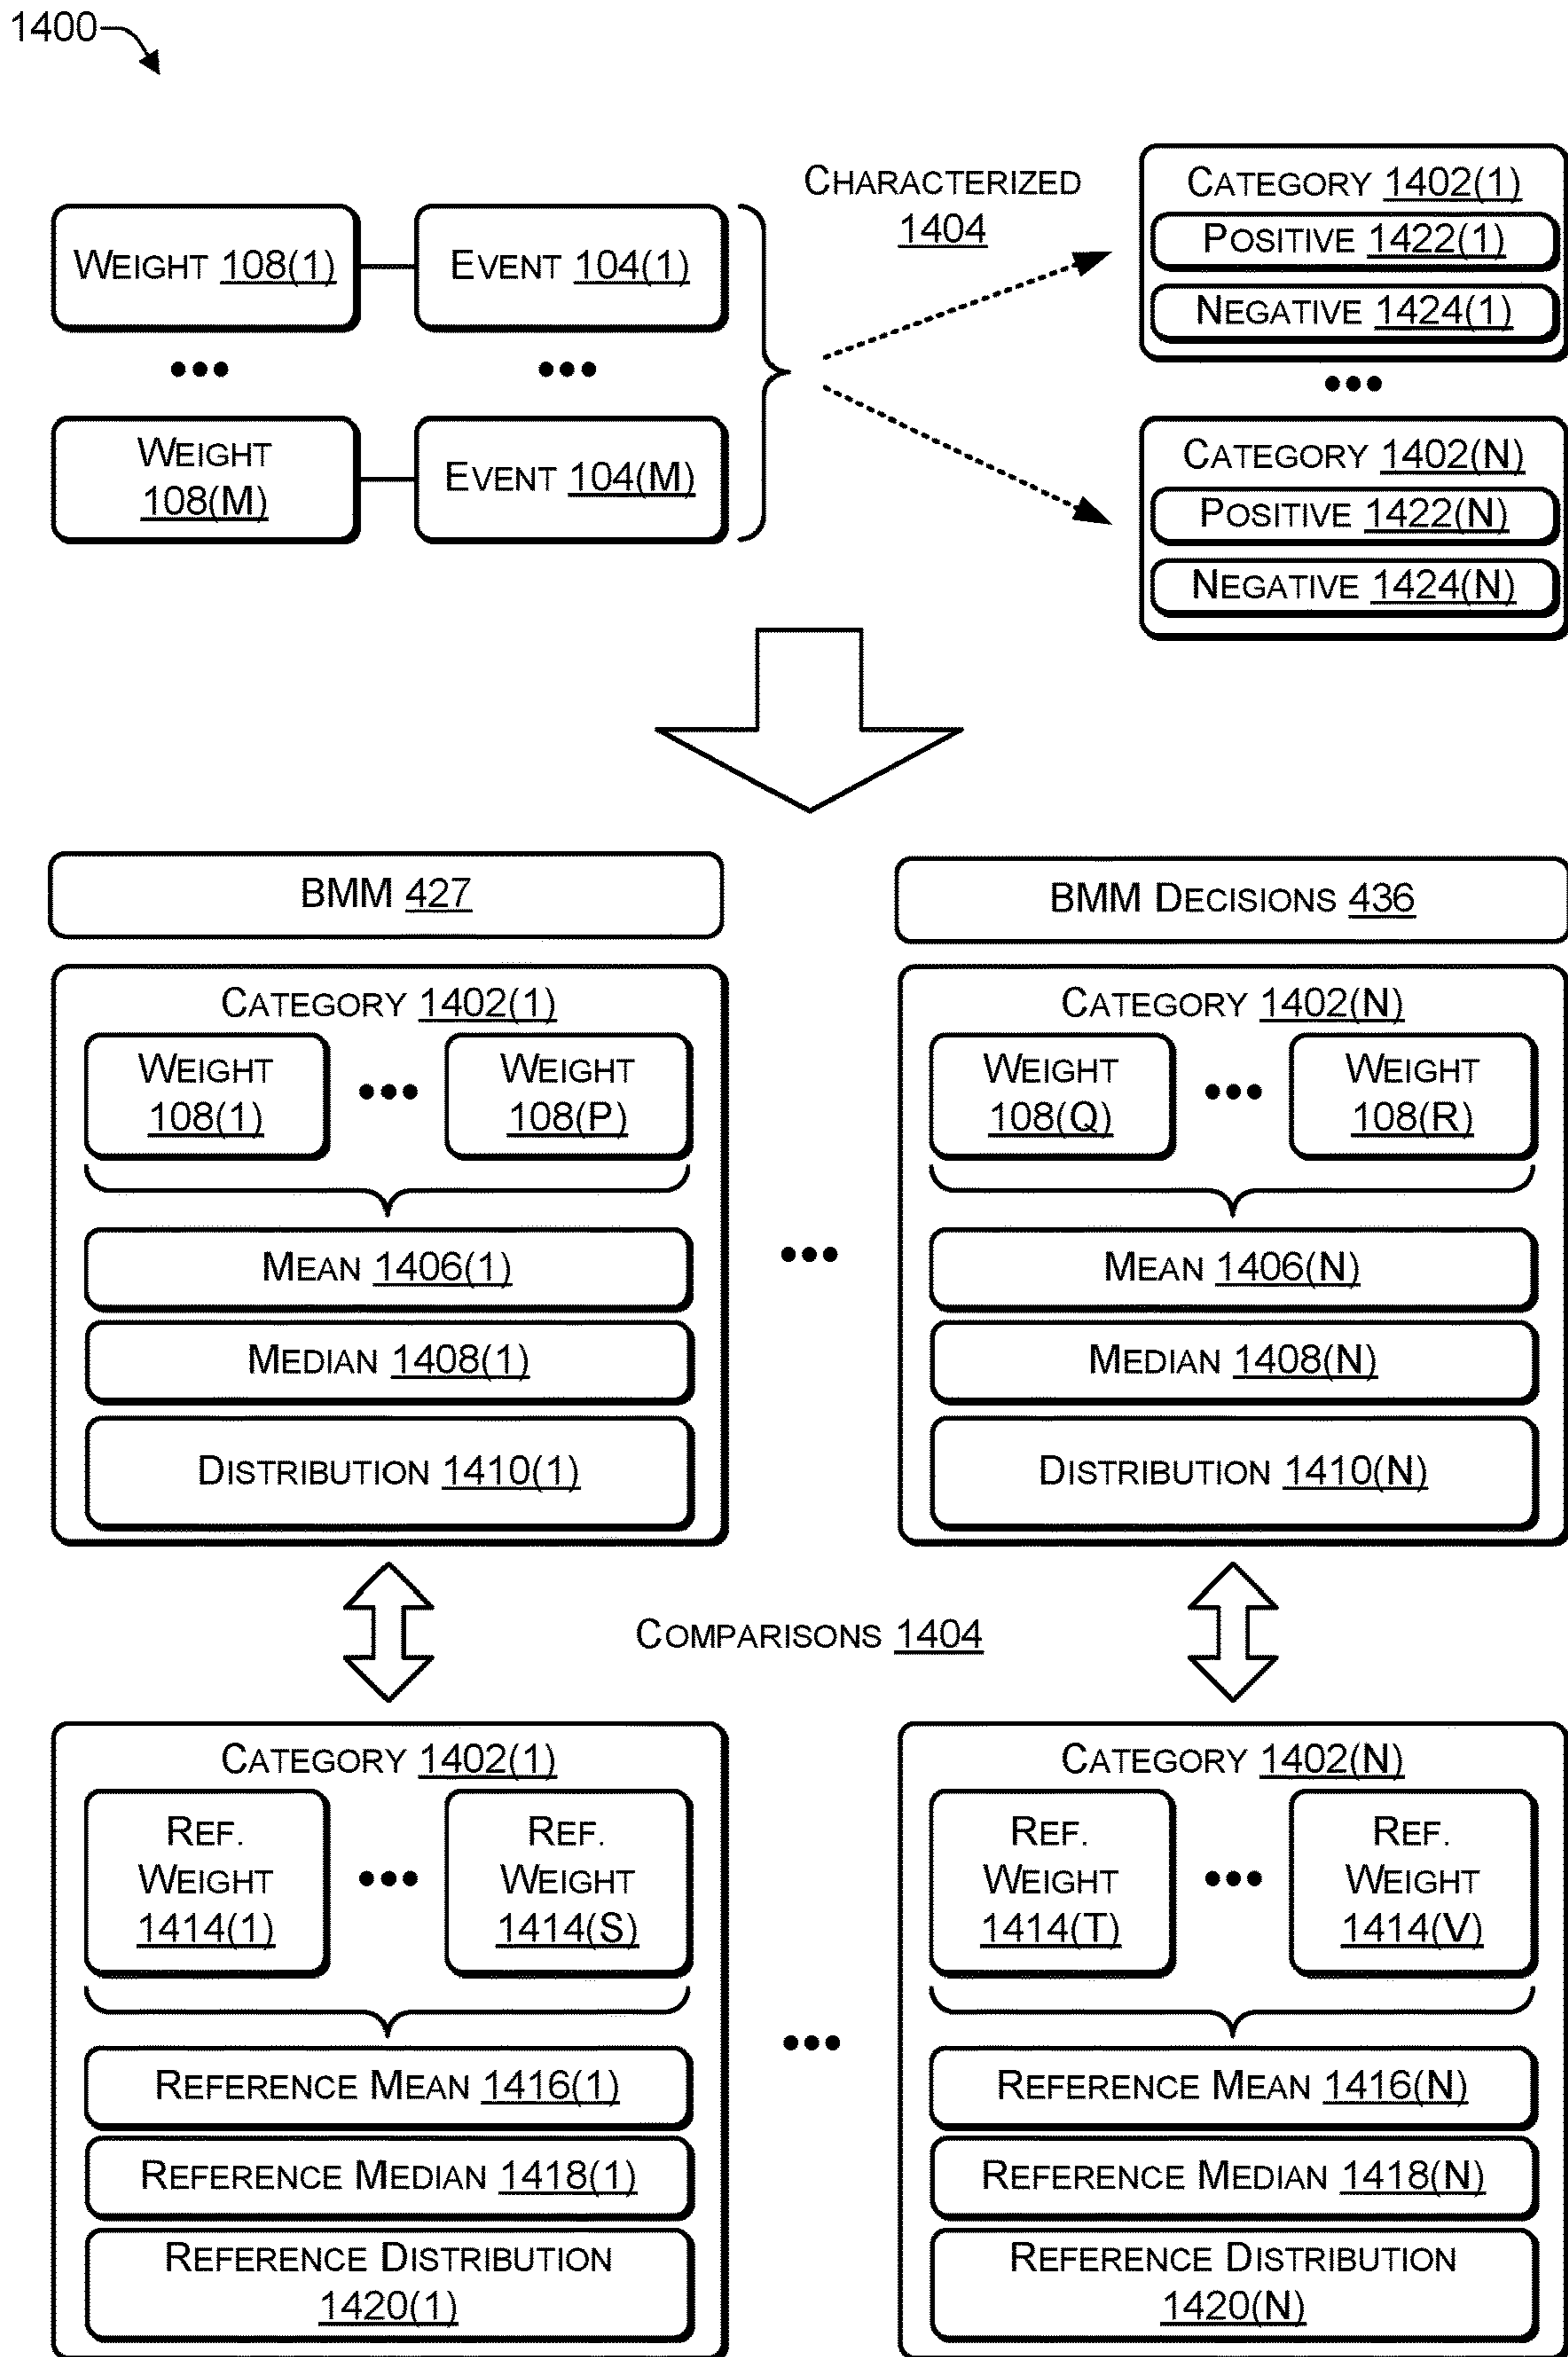 1400
CHARACTERIZED
1404
WEIGHT 108(1)
EVENT 104(1)
•••
•••
WEIGHT
108(M)
EVENT 104(M)
CATEGORY 1402(1)
POSITIVE 1422(1)
NEGATIVE 1424(1)
•••
CATEGORY 1402(N)
POSITIVE 1422(N)
NEGATIVE 1424(N)
BMM 427
BMM DECISIONS 436
CATEGORY 1402(1)
WEIGHT
108(1)
•••
WEIGHT
108(P)
MEAN 1406(1)
MEDIAN 1408(1)
DISTRIBUTION 1410(1)
•••
CATEGORY 1402(N)
WEIGHT
108(Q)
•••
WEIGHT
108(R)
MEAN 1406(N)
MEDIAN 1408(N)
DISTRIBUTION 1410(N)
COMPARISONS 1404
CATEGORY 1402(1)
REF.
WEIGHT
1414(1)
•••
REF.
WEIGHT
1414(S)
REFERENCE MEAN 1416(1)
REFERENCE MEDIAN 1418(1)
REFERENCE DISTRIBUTION
1420(1)
•••
CATEGORY 1402(N)
REF.
WEIGHT
1414(T)
•••
REF.
WEIGHT
1414(V)
REFERENCE MEAN 1416(N)
REFERENCE MEDIAN 1418(N)
REFERENCE DISTRIBUTION
1420(N)